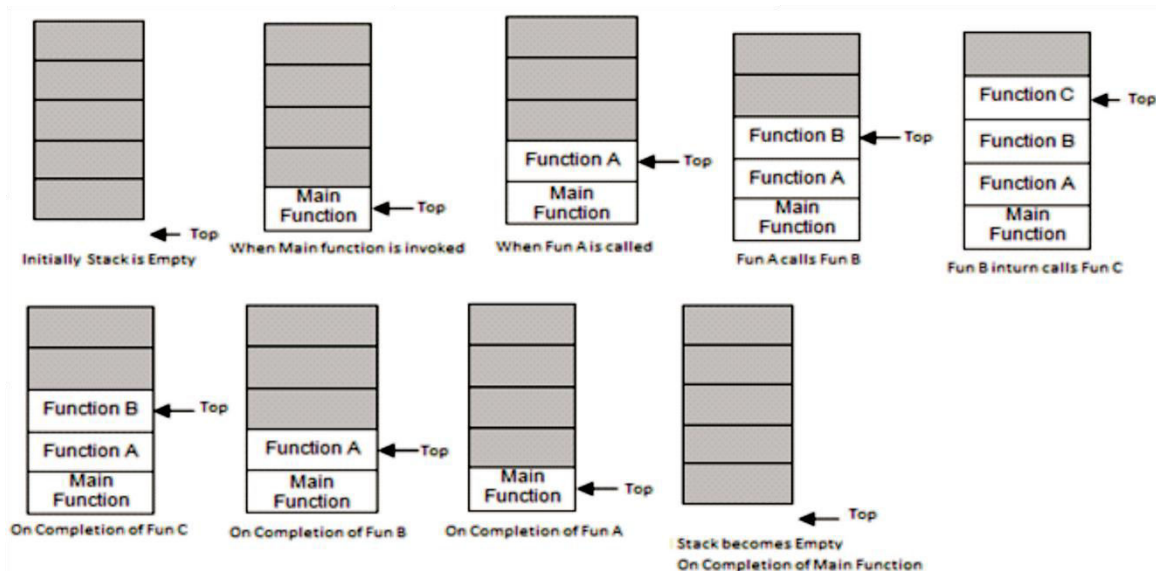 Top
Initially Stack is Empty
Main
Function
Top
When Main function is invoked
Function A
Main
Function
Top
When Fun A is called
Function B
Function A
Main
Function
Top
Fun A calls Fun B
Function C
Function B
Function A
Main
Function
Top
Fun B inturn calls Fun C
Function B
Function A
Main
Function
Top
On Completion of Fun C
Function A
Main
Function
Top
On Completion of Fun B
Main
Function
Top
On Completion of Fun A
Top
Stack becomes Empty
On Completion of Main Function